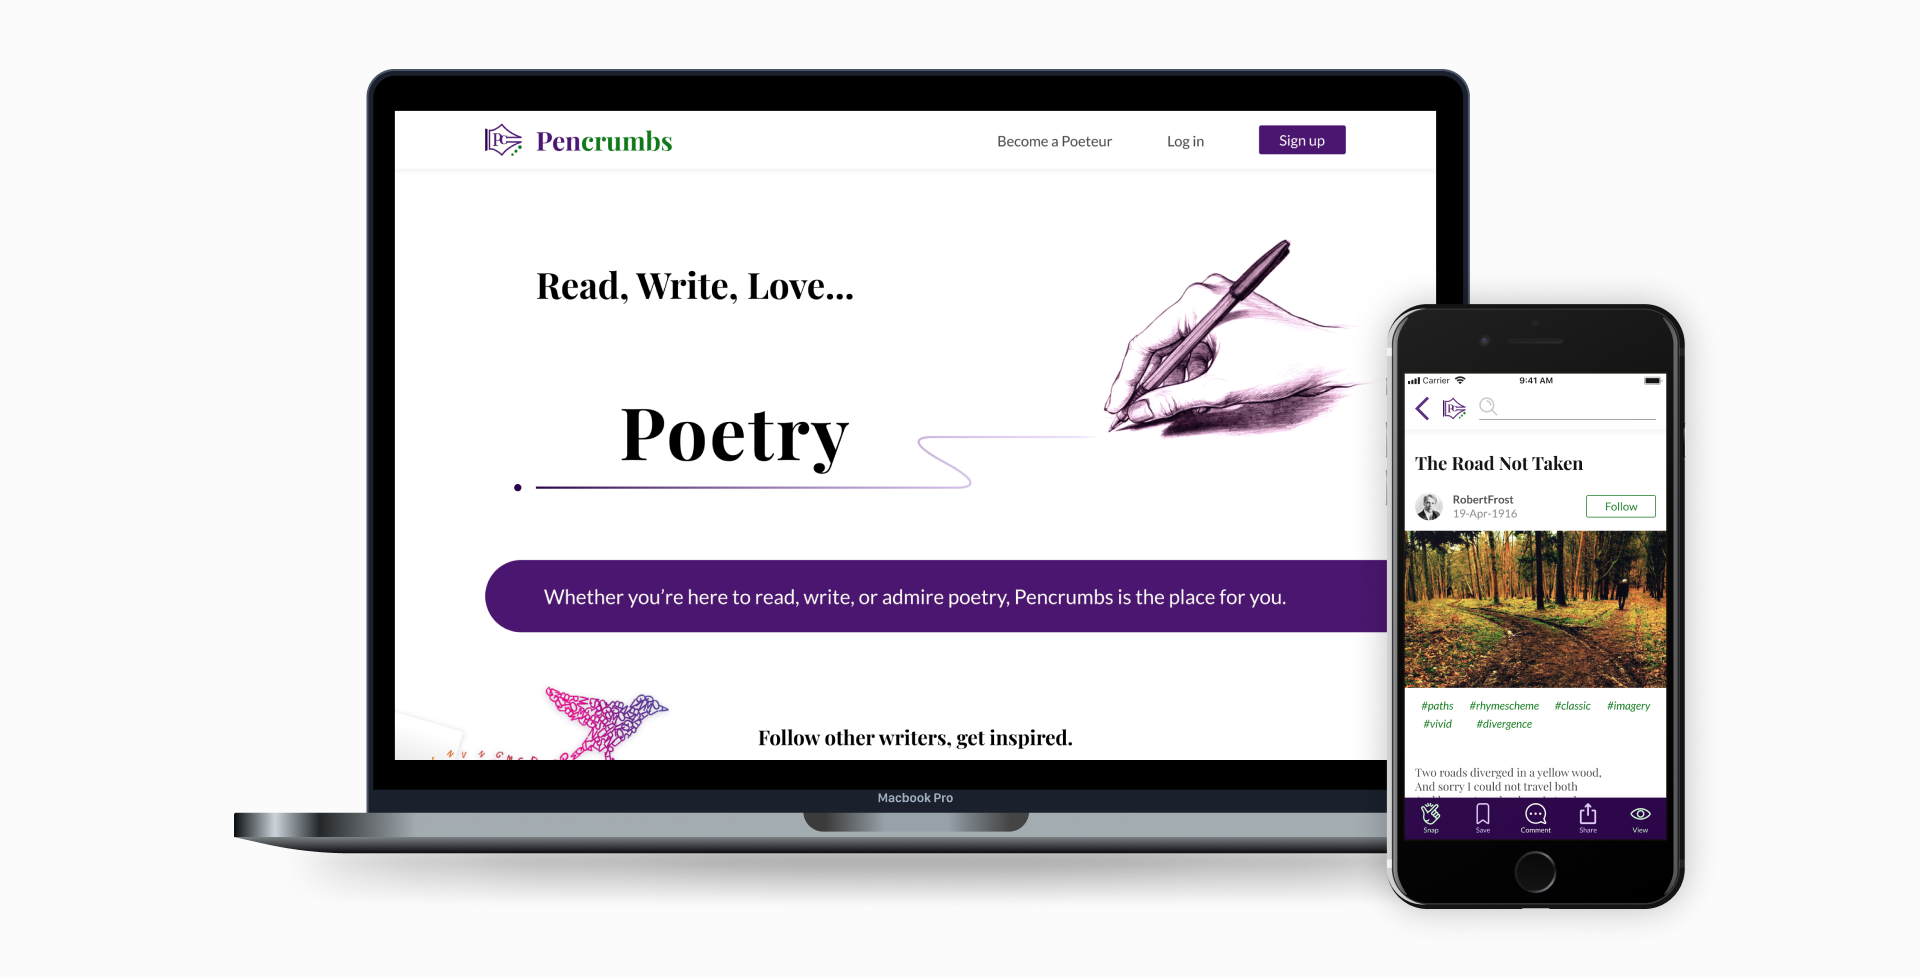 Pencrumbs
Become a Poeteur
Log in
Sign up
Read, Write, Love...
Poetry
Whether you're here to read, write, or admire poetry, Pencrumbs is the place for you.
Follow other writers, get inspired.
Macbook Pro
Carrier
9:41 AM
PC
The Road Not Taken
RobertFrost
19-Apr-1916
Follow
#paths #rhymescheme #classic #imagery
#vivid #divergence
Two roads diverged in a yellow wood,
And sorry I could not travel both
Snap Save Comment Share View